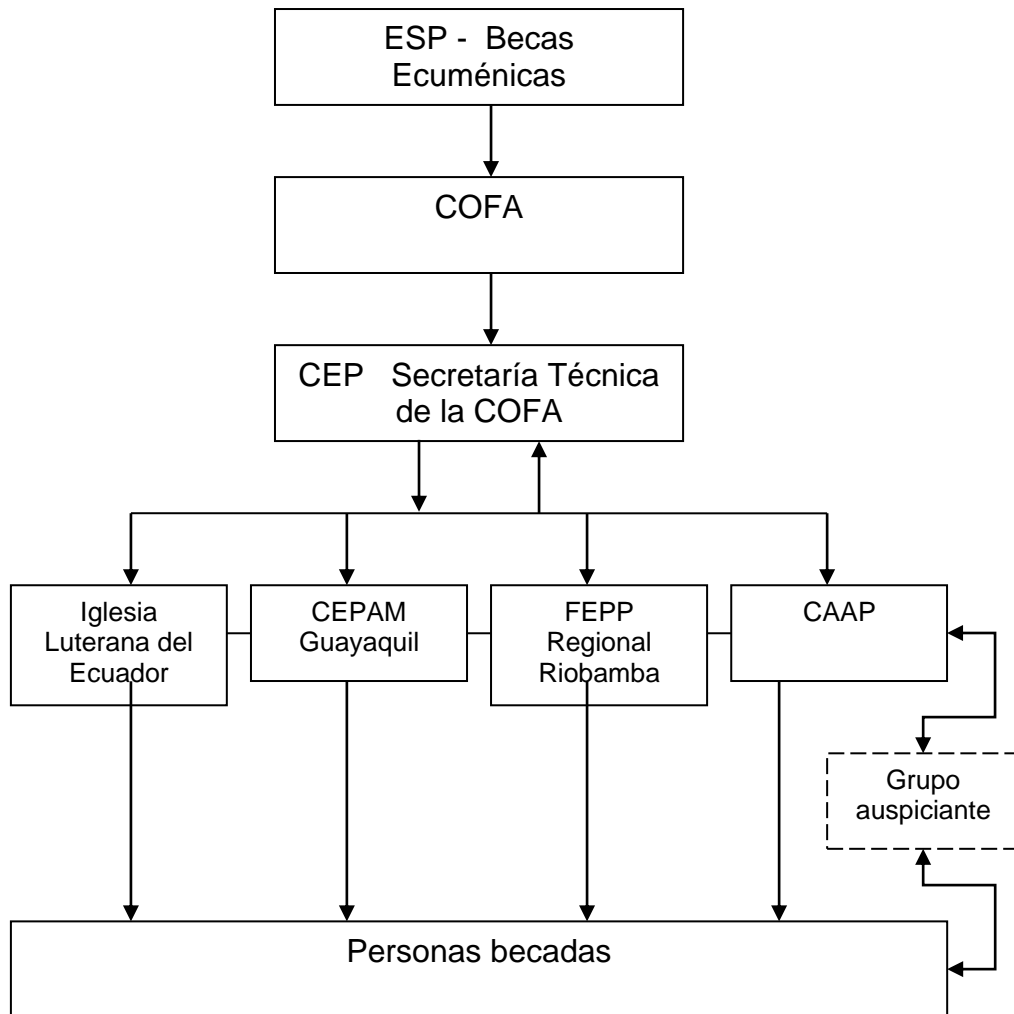 ESP - Becas
Ecuménicas
COFA
CEP Secretaría Técnica
de la COFA
Iglesia
Luterana del
Ecuador
CEPAM
Guayaquil
FEPP
Regional
Riobamba
CAAP
Grupo
auspiciante
Personas becadas